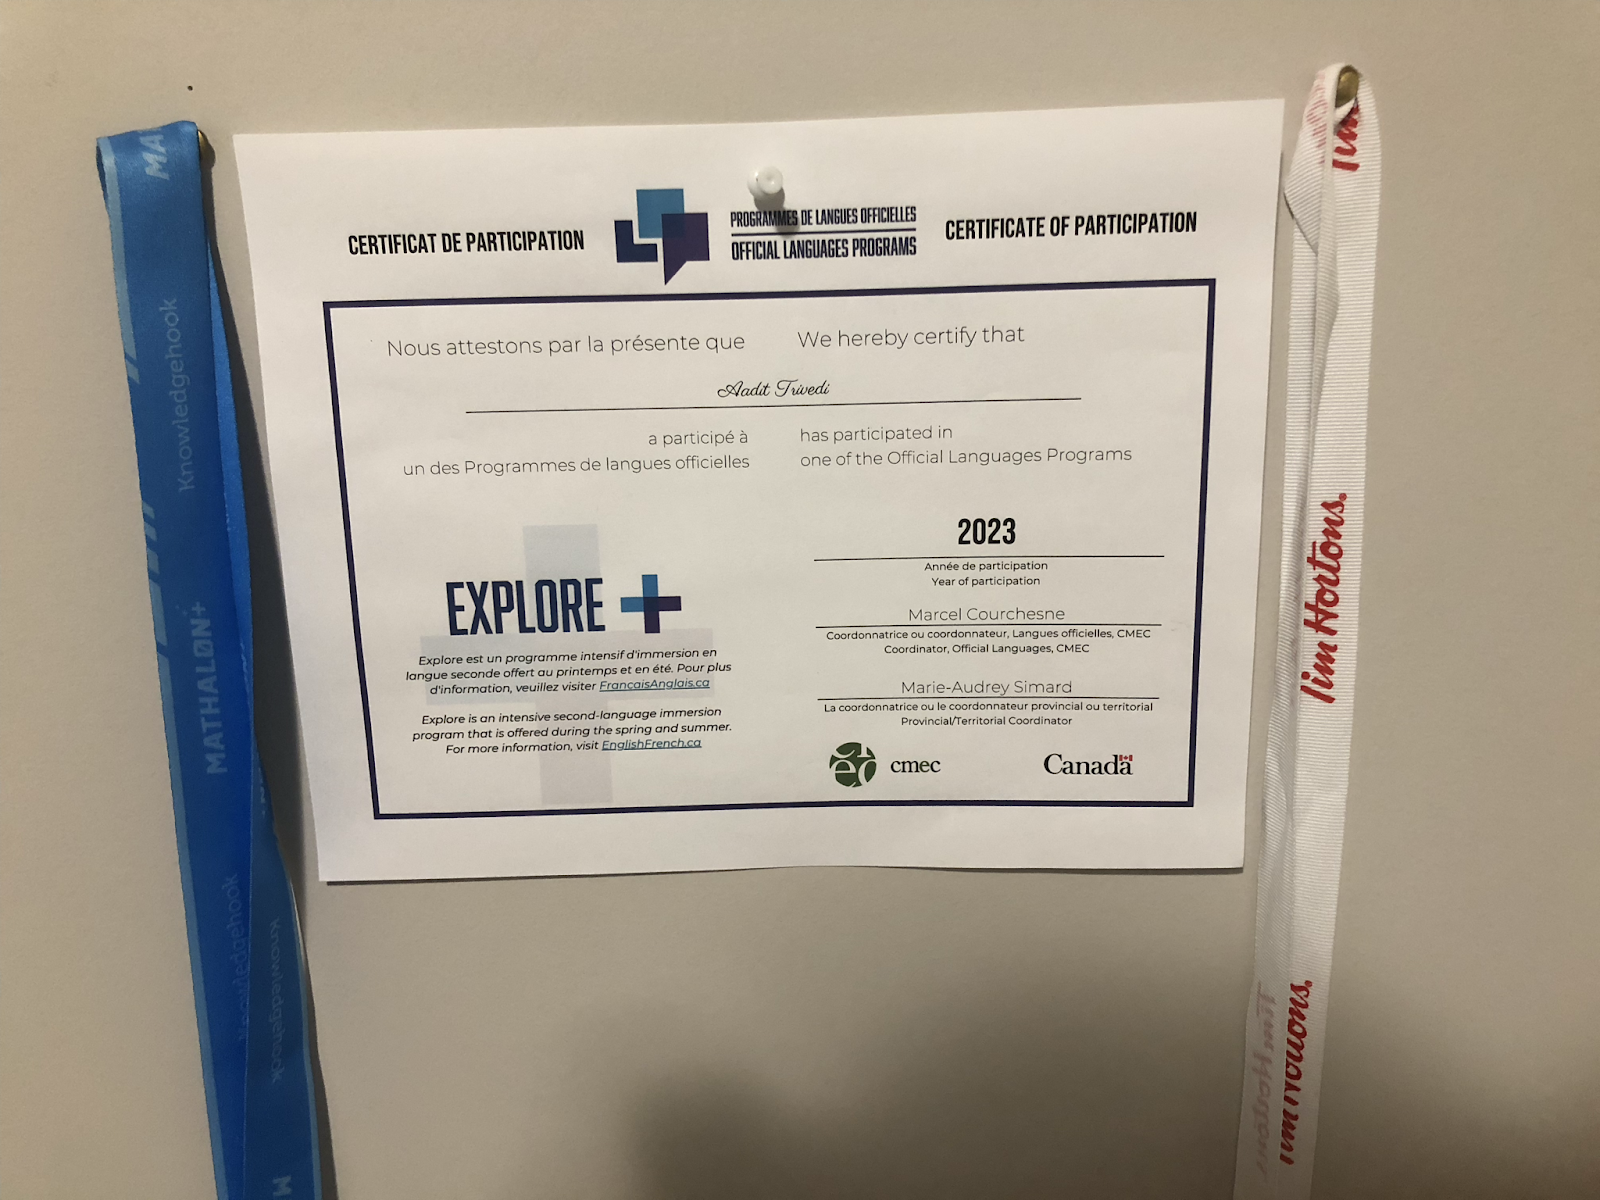 CERTIFICAT DE PARTICIPATION
PROGRAMMES DE LANGUES OFFICIELLES
OFFICIAL LANGUAGES PROGRAMS
CERTIFICATE OF PARTICIPATION
Nous attestons par la présente que
We hereby certify that
Aadit Trivedi
a participé à
un des Programmes de langues officielles
has participated in
one of the Official Languages Programs
EXPLORE
Explore est un programme intensif d'immersion en
langue seconde offert au printemps et en été. Pour plus
d'information, veuillez visiter FrancaisAnglais.ca
Explore is an intensive second-language immersion
program that is offered during the spring and summer.
For more information, visit EnglishFrench.ca
2023
Année de participation
Year of participation
Marcel Courchesne
Coordonnatrice ou coordonnateur, Langues officielles, CMEC
Coordinator, Official Languages, CMEC
Marie-Audrey Simard
La coordonnatrice ou le coordonnateur provincial ou territorial
Provincial/Territorial Coordinator
cmec
Canada
MA
Knowledgehook
MATHALON+
Knowledgehook
Knowledgehook
M
Tim
Tim Hortons.
Tim Hortons.
Tim Hortons